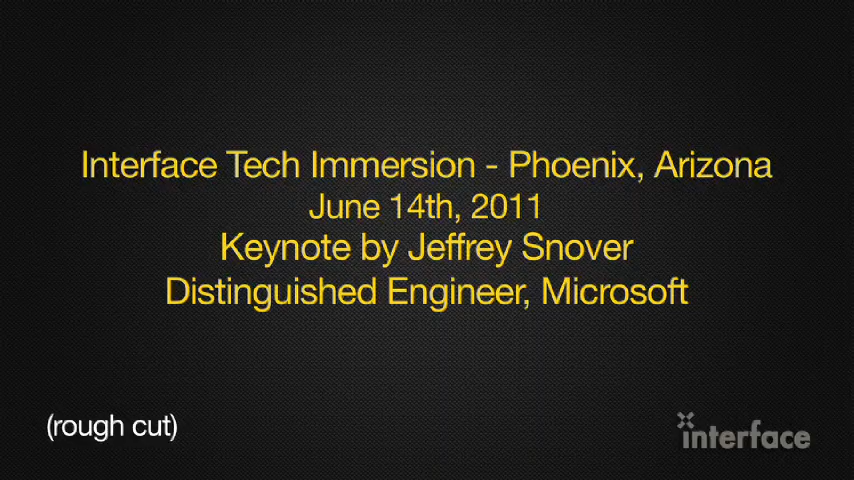 Interface Tech Immersion - Phoenix, Arizona
June 14th, 2011
Keynote by Jeffrey Snover
Distinguished Engineer, Microsoft
(rough cut)
interface